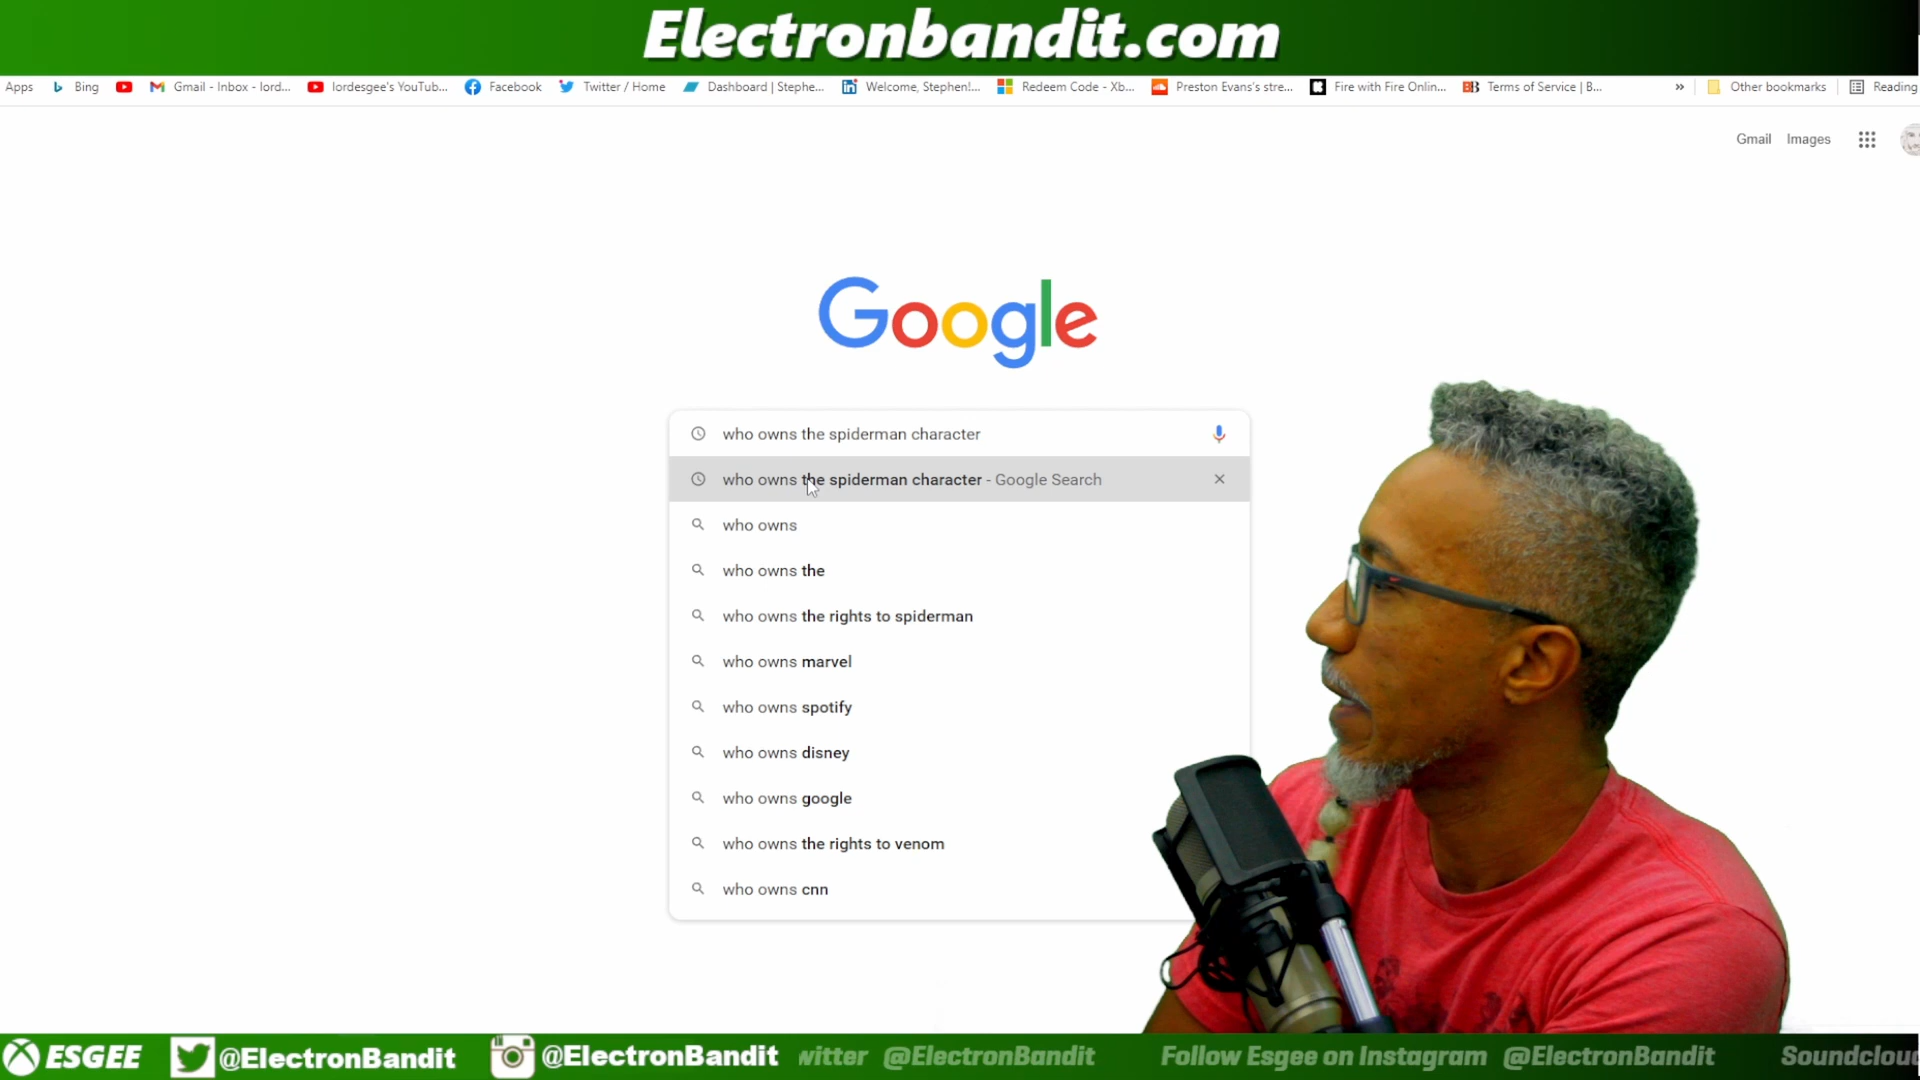 Electronbandit.com
Apps Bing Gmail - Inbox - lord... lordesgee's YouTub... Facebook Twitter / Home Dashboard | Stephe... Welcome, Stephen!... Redeem Code - Xb... Preston Evans's stre... Fire with Fire Onlin... Terms of Service | B... » Other bookmarks Reading
Gmail Images
Google
who owns the spiderman character
who owns the spiderman character - Google Search
who owns
who owns the
who owns the rights to spiderman
who owns marvel
who owns spotify
who owns disney
who owns google
who owns the rights to venom
who owns cnn
ESGEE @ElectronBandit @ElectronBandit witter @ElectronBandit Follow Esgee on Instagram @ElectronBandit Soundclou